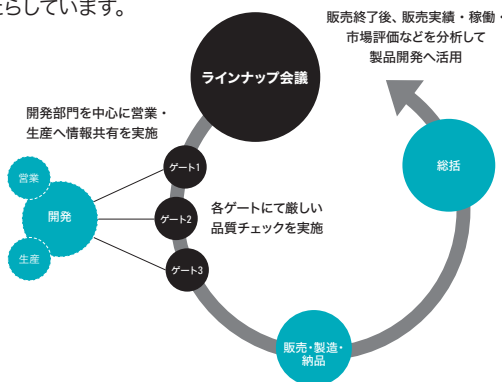 たらしています。
販売終了後、販売実績・稼働・
市場評価などを分析して
製品開発へ活用
ラインナップ会議
開発部門を中心に営業・
生産へ情報共有を実施
営業
開発
生産
ゲート1
ゲート2
ゲート3
各ゲートにて厳しい
品質チェックを実施
総括
販売・製造・
納品